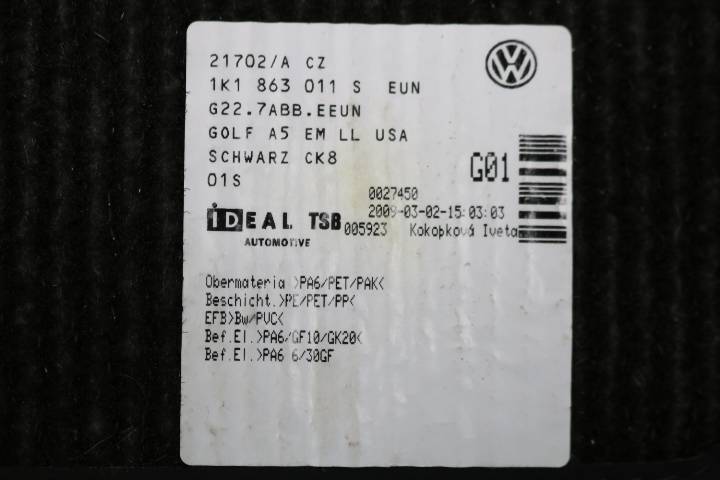 21702/A CZ
1K1 863 011 S EUN
G22.7ABB.EEUN
GOLF A5 EM LL USA
SCHWARZ CK8
01S
G01
0027450
2009-03-02-15:03:03
005923 Kokopková Iveta
IDEAL TSB
AUTOMOTIVE
Obermateria >PA6/PET/PAK<
Beschicht.>PE/PET/PP<
EFB>Bw/PVC<
Bef.El.>PA6/GF10/GK20<
Bef.El.>PA6 6/30GF